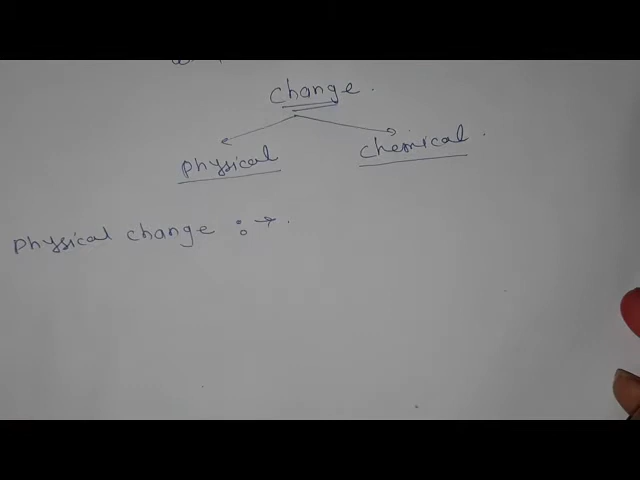 change.
physical chemical.
physical change :→.